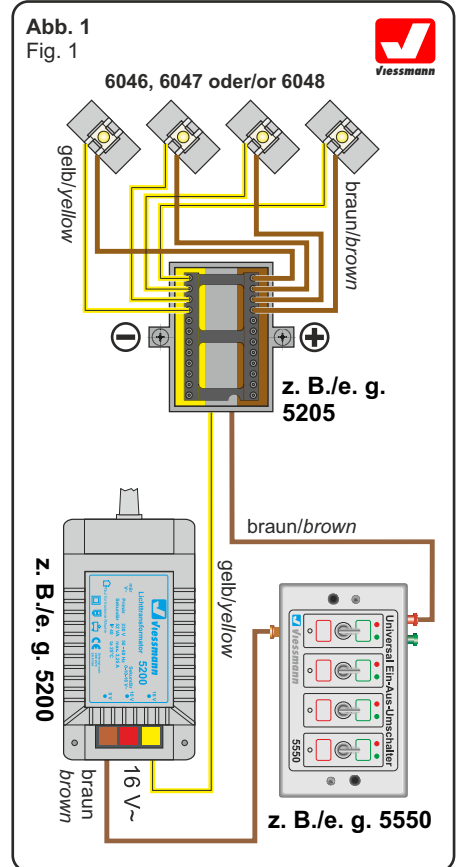 Abb. 1
Fig. 1
Viessmann
6046, 6047 oder/or 6048
gelb/yellow
braun/brown
z. B./e. g.
5205
braun/brown
gelb/yellow
z. B./e. g. 5200
Viessmann
Lichttransformator 5200
braun
brown
16 V~
Viessmann
Universal Ein-Aus-Umschalter
5550
z. B./e. g. 5550